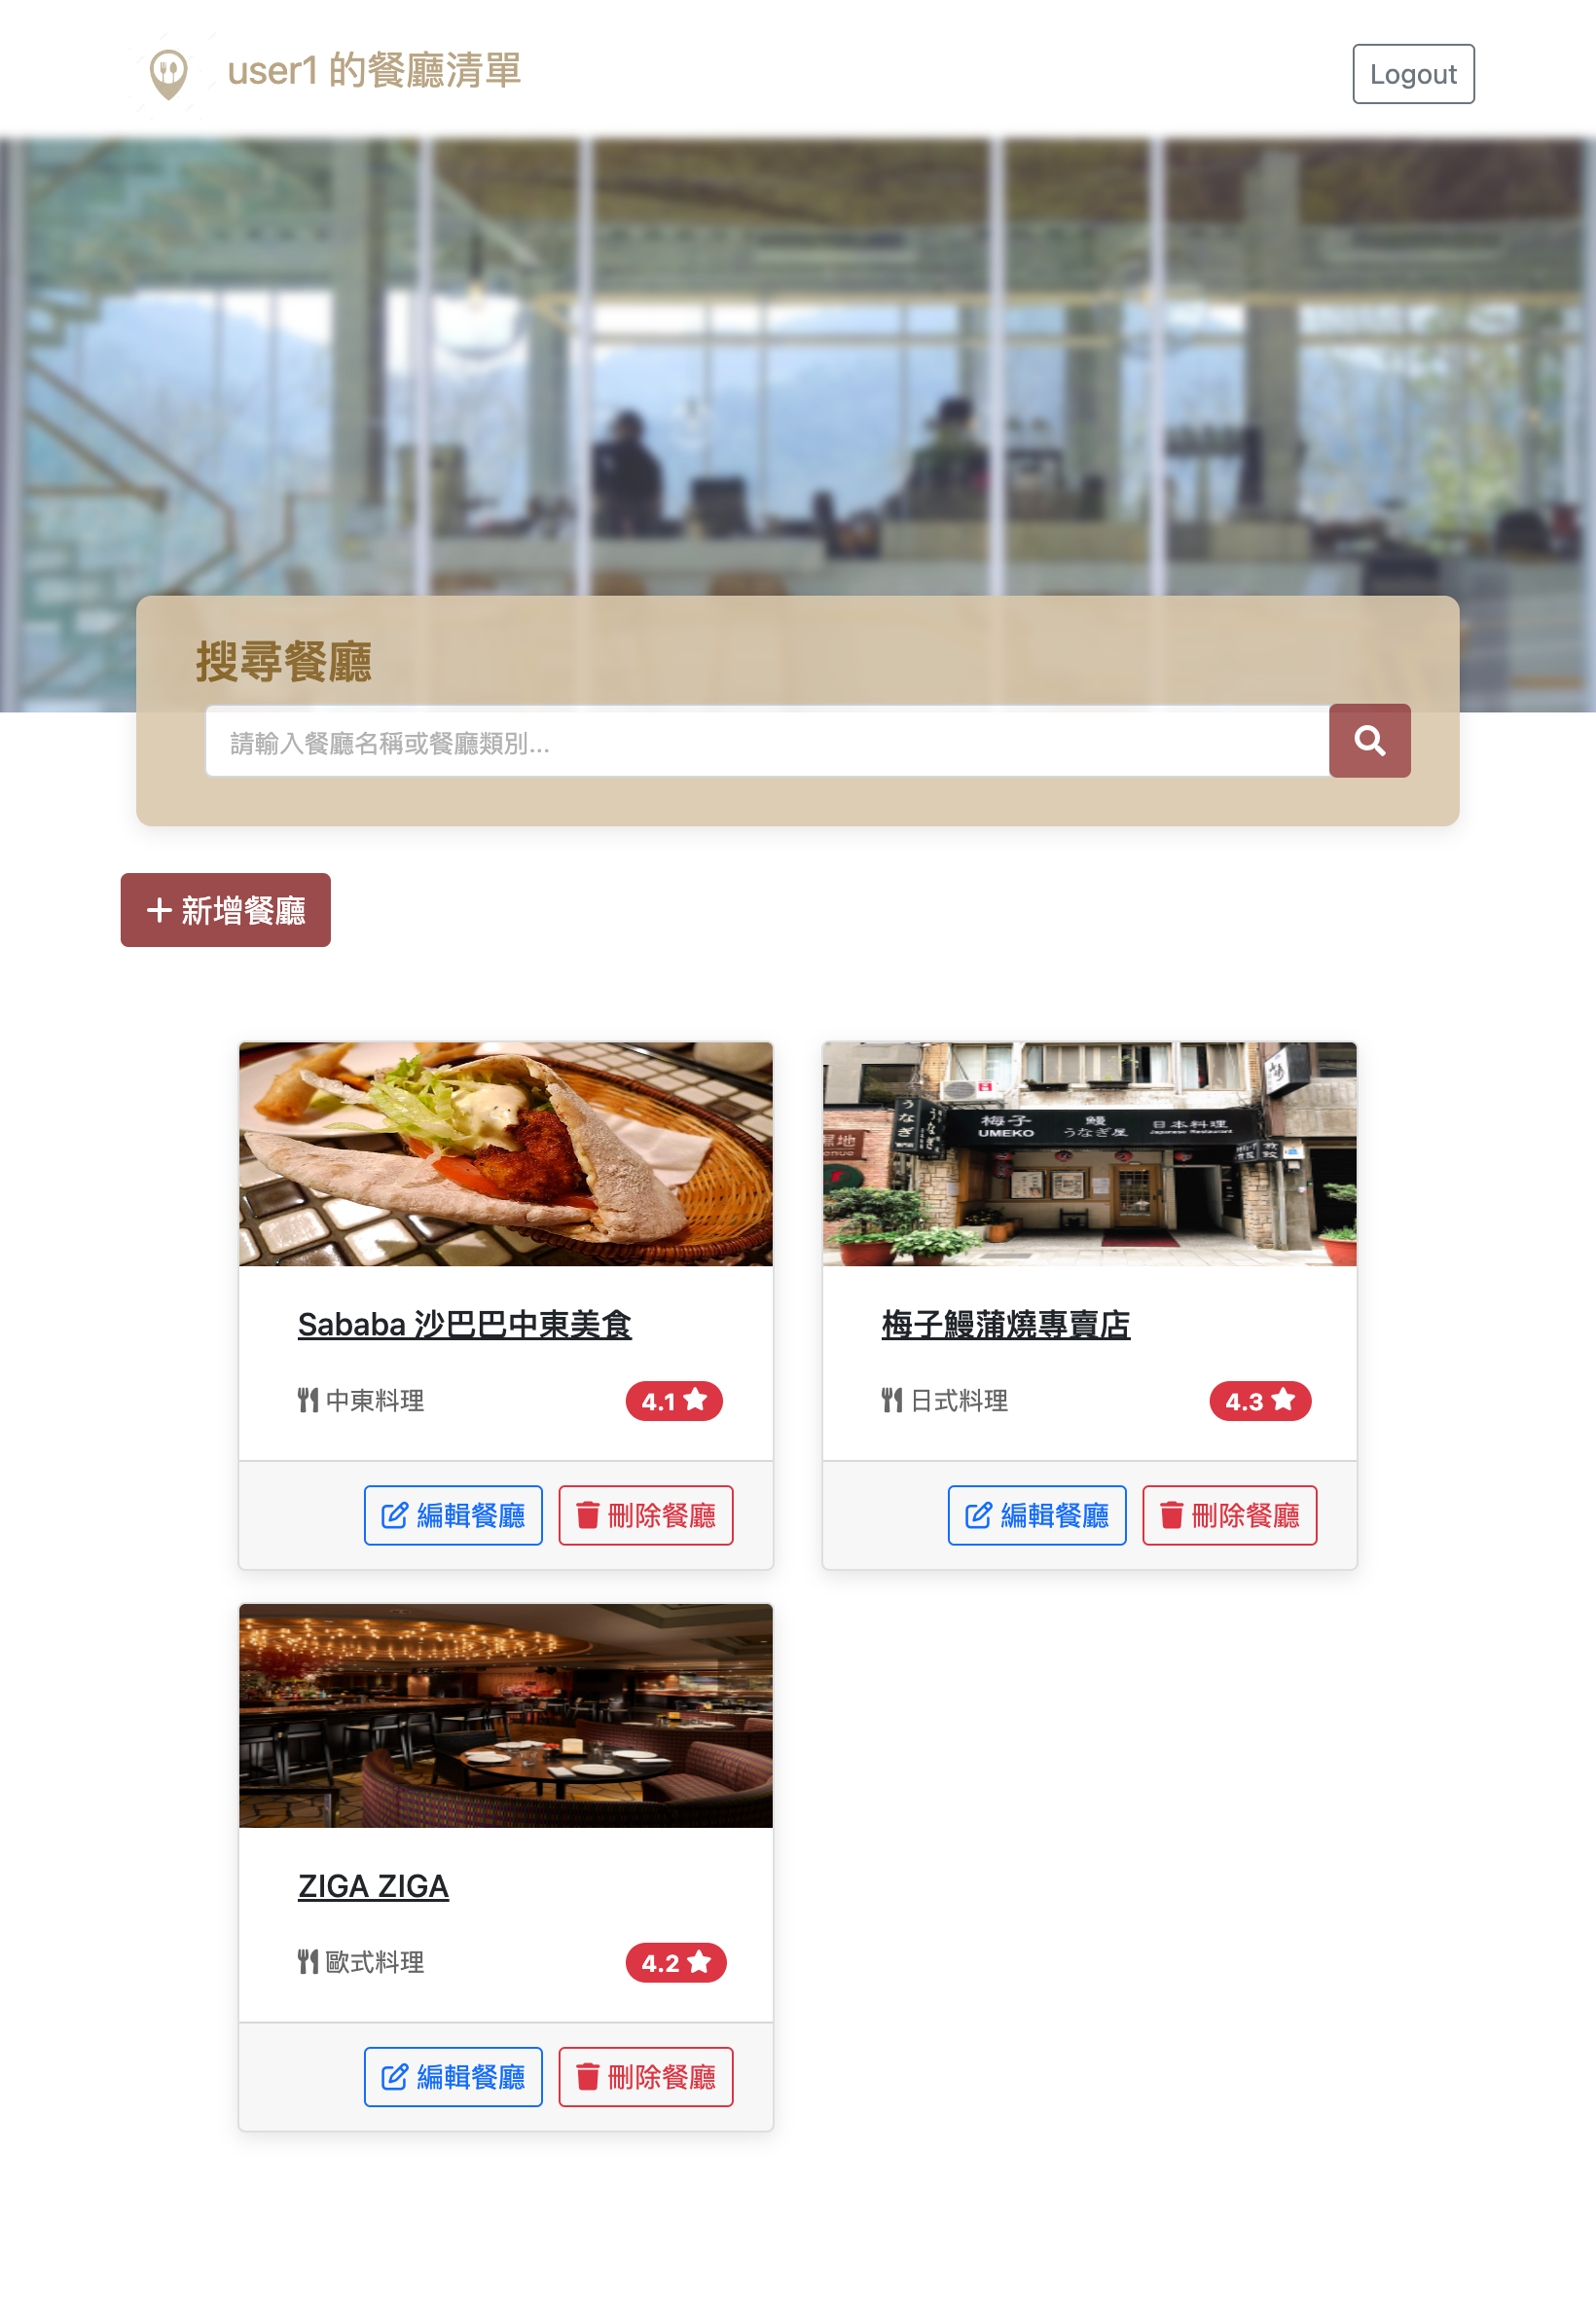 user1 的餐廳清單
Logout
搜尋餐廳
請輸入餐廳名稱或餐廳類別...
新增餐廳
梅子 鰻 日本料理
UMEKO うなぎ屋 Japanese Restaurant
うなぎ
Sababa 沙巴巴中東美食
中東料理 4.1
編輯餐廳 刪除餐廳
梅子鰻蒲燒專賣店
日式料理 4.3
編輯餐廳 刪除餐廳
ZIGA ZIGA
歐式料理 4.2
編輯餐廳 刪除餐廳